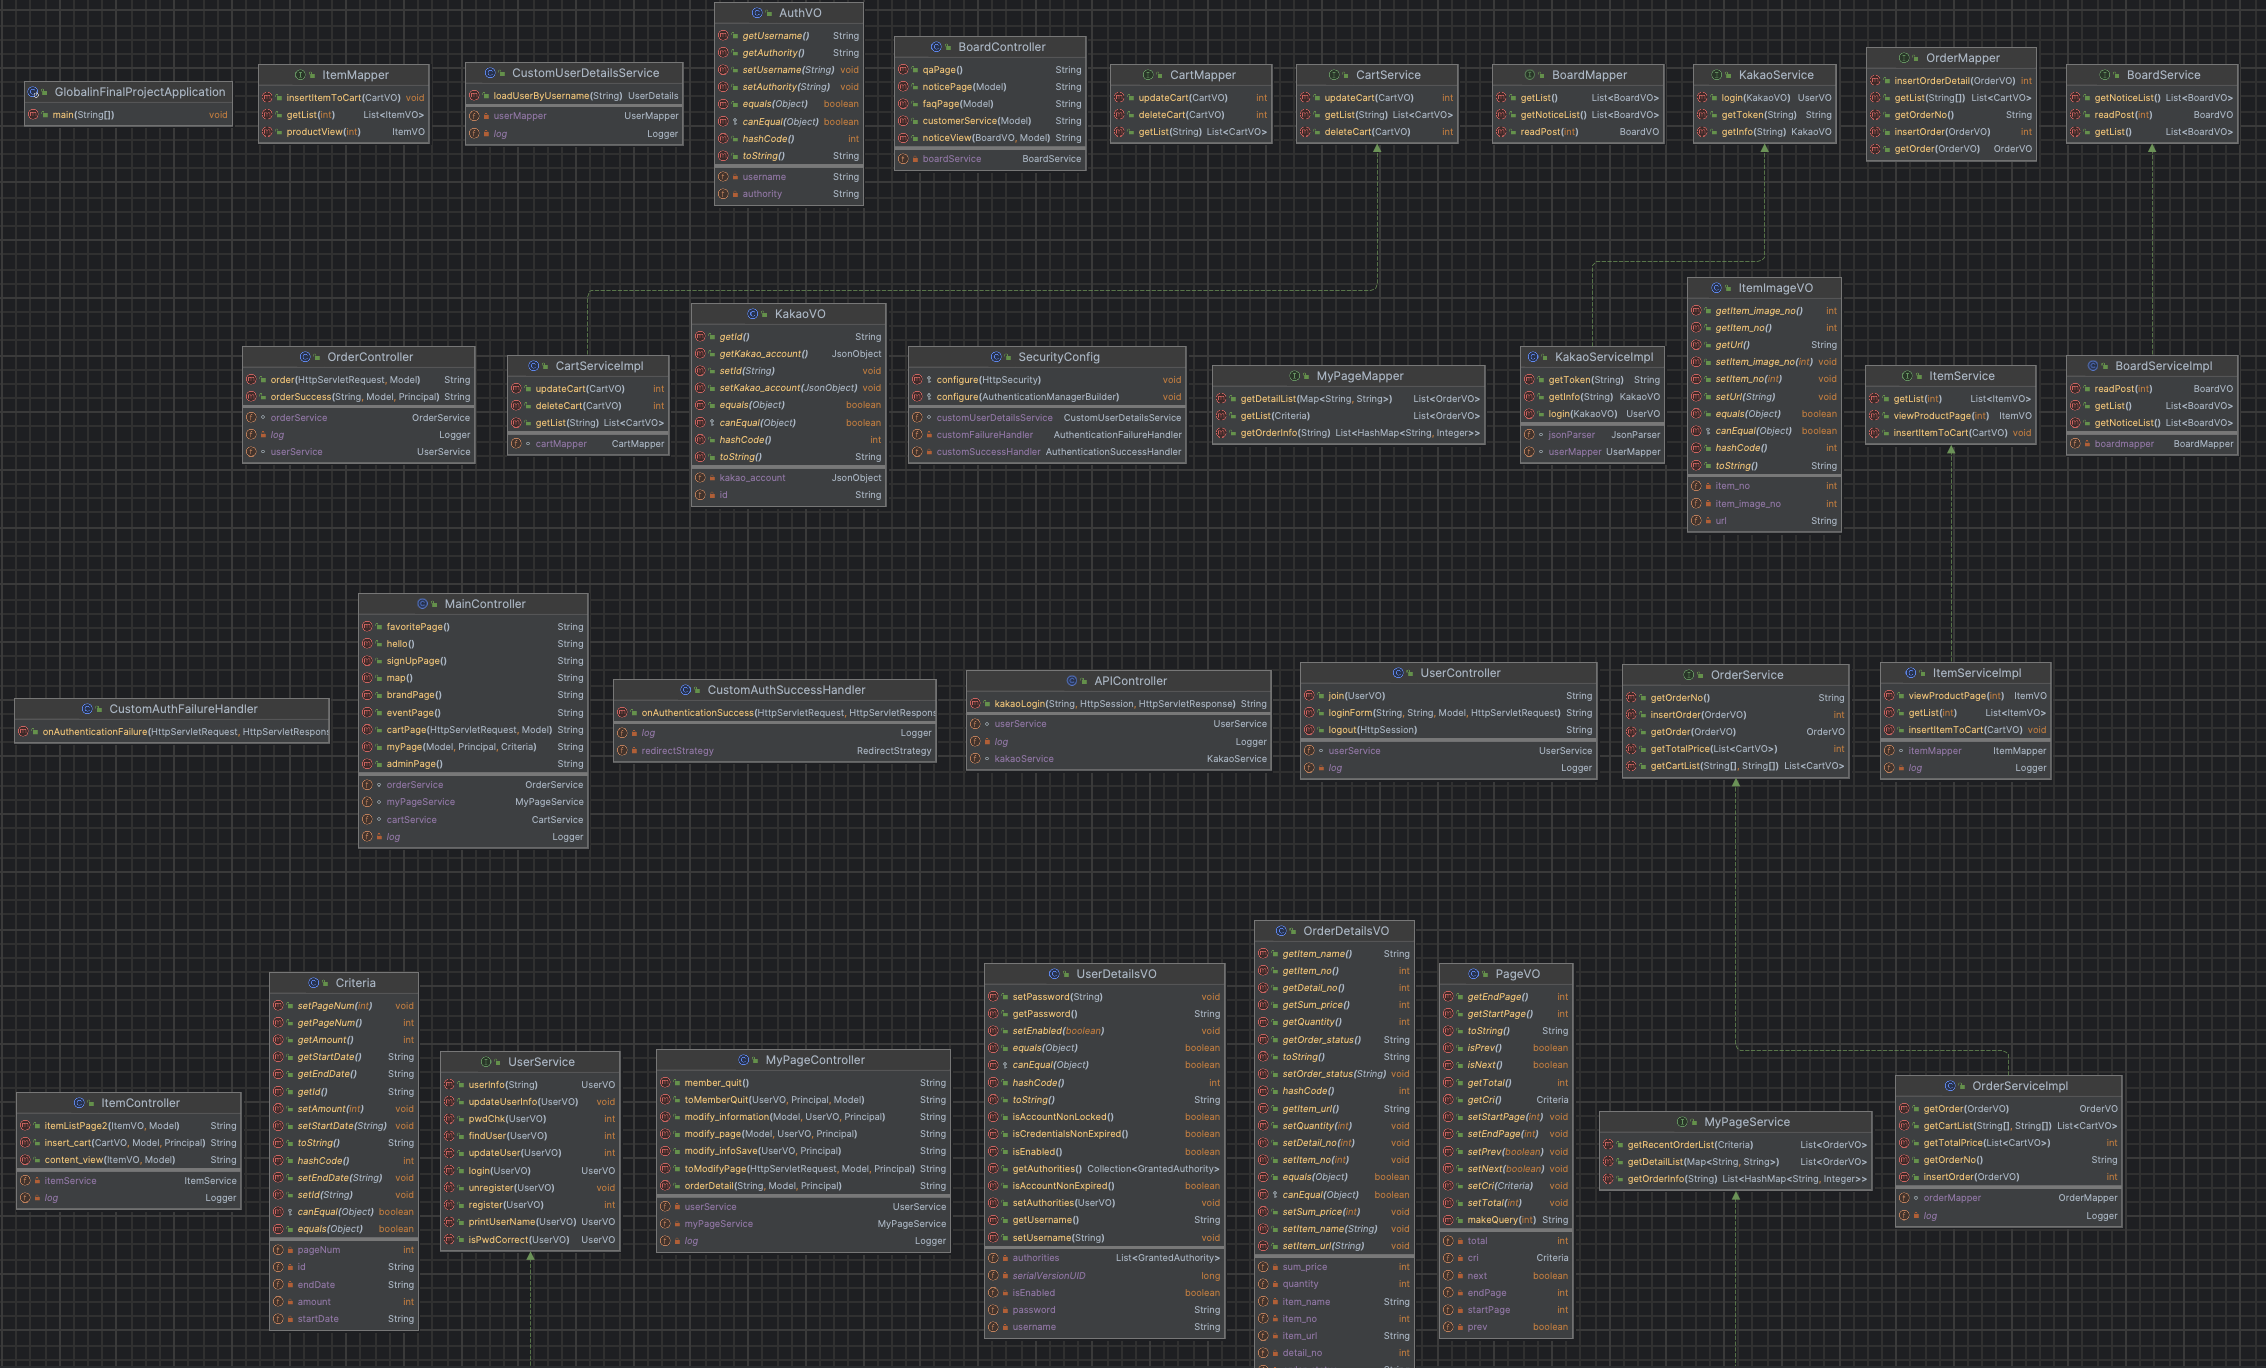 GlobalinFinalProjectApplication
main(String[]) void
ItemMapper
insertItemToCart(CartVO) void
getList(int) List<ItemVO>
productView(int) ItemVO
CustomUserDetailsService
loadUserByUsername(String) UserDetails
userMapper UserMapper
log Logger
AuthVO
getUsername() String
getAuthority() String
setUsername(String) void
setAuthority(String) void
equals(Object) boolean
canEqual(Object) boolean
hashCode() int
toString() String
username String
authority String
BoardController
qaPage() String
noticePage(Model) String
faqPage(Model) String
customerService(Model) String
noticeView(BoardVO, Model) String
boardService BoardService
CartMapper
updateCart(CartVO) int
deleteCart(CartVO) int
getList(String) List<CartVO>
CartService
updateCart(CartVO) int
getList(String) List<CartVO>
deleteCart(CartVO) int
BoardMapper
getList() List<BoardVO>
getNoticeList() List<BoardVO>
readPost(int) BoardVO
KakaoService
login(KakaoVO) UserVO
getToken(String) String
getInfo(String) KakaoVO
OrderMapper
insertOrderDetail(OrderVO) int
getList(String[]) List<CartVO>
getOrderNo() String
insertOrder(OrderVO) int
getOrder(OrderVO) OrderVO
BoardService
getNoticeList() List<BoardVO>
readPost(int) BoardVO
getList() List<BoardVO>
OrderController
order(HttpServletRequest, Model) String
orderSuccess(String, Model, Principal) String
orderService OrderService
log Logger
userService UserService
CartServiceImpl
updateCart(CartVO) int
deleteCart(CartVO) int
getList(String) List<CartVO>
cartMapper CartMapper
KakaoVO
getId() String
getKakao_account() JsonObject
setId(String) void
setKakao_account(JsonObject) void
equals(Object) boolean
canEqual(Object) boolean
hashCode() int
toString() String
kakao_account JsonObject
id String
SecurityConfig
configure(HttpSecurity) void
configure(AuthenticationManagerBuilder) void
customUserDetailsService CustomUserDetailsService
customFailureHandler AuthenticationFailureHandler
customSuccessHandler AuthenticationSuccessHandler
MyPageMapper
getDetailList(Map<String, String>) List<OrderVO>
getList(Criteria) List<OrderVO>
getOrderInfo(String) List<HashMap<String, Integer>>
KakaoServiceImpl
getToken(String) String
getInfo(String) KakaoVO
login(KakaoVO) UserVO
jsonParser JsonParser
userMapper UserMapper
ItemImageVO
getItem_image_no() int
getItem_no() int
getUrl() String
setItem_image_no(int) void
setItem_no(int) void
setUrl(String) void
equals(Object) boolean
canEqual(Object) boolean
hashCode() int
toString() String
item_no int
item_image_no int
url String
ItemService
getList(int) List<ItemVO>
viewProductPage(int) ItemVO
insertItemToCart(CartVO) void
BoardServiceImpl
readPost(int) BoardVO
getList() List<BoardVO>
getNoticeList() List<BoardVO>
boardmapper BoardMapper
CustomAuthFailureHandler
onAuthenticationFailure(HttpServletRequest, HttpServletRespons
MainController
favoritePage() String
hello() String
signUpPage() String
map() String
brandPage() String
eventPage() String
cartPage(HttpServletRequest, Model) String
myPage(Model, Principal, Criteria) String
adminPage() String
orderService OrderService
myPageService MyPageService
cartService CartService
log Logger
CustomAuthSuccessHandler
onAuthenticationSuccess(HttpServletRequest, HttpServletRespons
log Logger
redirectStrategy RedirectStrategy
APIController
kakaoLogin(String, HttpSession, HttpServletResponse) String
userService UserService
log Logger
kakaoService KakaoService
UserController
join(UserVO) String
loginForm(String, String, Model, HttpServletRequest) String
logout(HttpSession) String
userService UserService
log Logger
OrderService
getOrderNo() String
insertOrder(OrderVO) int
getOrder(OrderVO) OrderVO
getTotalPrice(List<CartVO>) int
getCartList(String[], String[]) List<CartVO>
ItemServiceImpl
viewProductPage(int) ItemVO
getList(int) List<ItemVO>
insertItemToCart(CartVO) void
itemMapper ItemMapper
log Logger
ItemController
itemListPage2(ItemVO, Model) String
insert_cart(CartVO, Model, Principal) String
content_view(ItemVO, Model) String
itemService ItemService
log Logger
Criteria
setPageNum(int) void
getPageNum() int
getAmount() int
getStartDate() String
getEndDate() String
getId() String
setAmount(int) void
setStartDate(String) void
toString() String
hashCode() int
setEndDate(String) void
setId(String) void
canEqual(Object) boolean
equals(Object) boolean
pageNum int
id String
endDate String
amount int
startDate String
UserService
userInfo(String) UserVO
updateUserInfo(UserVO) void
pwdChk(UserVO) int
findUser(UserVO) int
updateUser(UserVO) int
login(UserVO) UserVO
unregister(UserVO) void
register(UserVO) int
printUserName(UserVO) UserVO
isPwdCorrect(UserVO) UserVO
MyPageController
member_quit() String
toMemberQuit(UserVO, Principal, Model) String
modify_information(Model, UserVO, Principal) String
modify_page(Model, UserVO, Principal) String
modify_infoSave(UserVO, Principal) String
toModifyPage(HttpServletRequest, Model, Principal) String
orderDetail(String, Model, Principal) String
userService UserService
myPageService MyPageService
log Logger
UserDetailsVO
setPassword(String) void
getPassword() String
setEnabled(boolean) void
equals(Object) boolean
canEqual(Object) boolean
hashCode() int
toString() String
isAccountNonLocked() boolean
isCredentialsNonExpired() boolean
isEnabled() boolean
getAuthorities() Collection<GrantedAuthority>
isAccountNonExpired() boolean
setAuthorities(UserVO) void
getUsername() String
setUsername(String) void
authorities List<GrantedAuthority>
serialVersionUID long
isEnabled boolean
password String
username String
OrderDetailsVO
getItem_name() String
getItem_no() int
getDetail_no() int
getSum_price() int
getQuantity() int
getOrder_status() String
toString() String
setOrder_status(String) void
hashCode() int
getItem_url() String
setQuantity(int) void
setDetail_no(int) void
setItem_no(int) void
equals(Object) boolean
canEqual(Object) boolean
setSum_price(int) void
setItem_name(String) void
setItem_url(String) void
sum_price int
quantity int
item_name String
item_no int
item_url String
detail_no int
PageVO
getEndPage() int
getStartPage() int
toString() String
isPrev() boolean
isNext() boolean
getTotal() int
getCri() Criteria
setStartPage(int) void
setEndPage(int) void
setPrev(boolean) void
setNext(boolean) void
setCri(Criteria) void
setTotal(int) void
makeQuery(int) String
total int
cri Criteria
next boolean
endPage int
startPage int
prev boolean
MyPageService
getRecentOrderList(Criteria) List<OrderVO>
getDetailList(Map<String, String>) List<OrderVO>
getOrderInfo(String) List<HashMap<String, Integer>>
OrderServiceImpl
getOrder(OrderVO) OrderVO
getCartList(String[], String[]) List<CartVO>
getTotalPrice(List<CartVO>) int
getOrderNo() String
insertOrder(OrderVO) int
orderMapper OrderMapper
log Logger